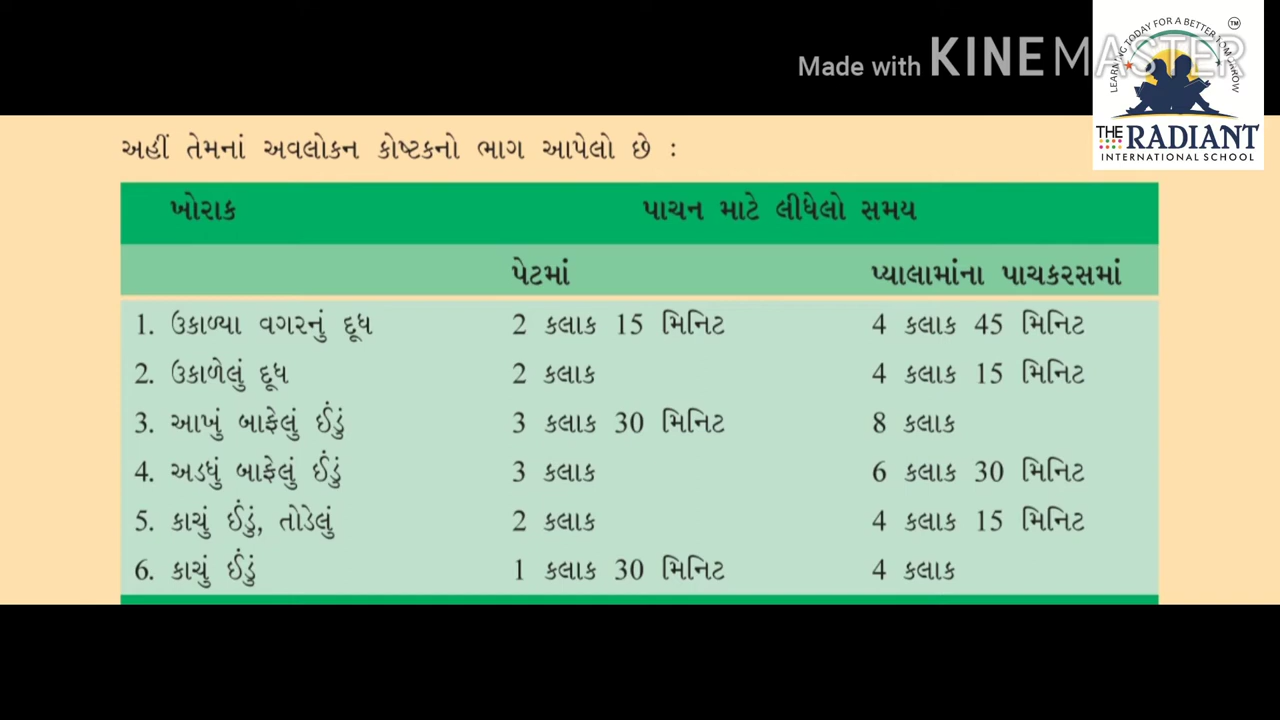 Made with KINEMASTER
LEARNING TODAY FOR A BETTER TOMORROW
TM
THE RADIANT
INTERNATIONAL SCHOOL
અહીં તેમનાં અવલોકન કોષ્ટકનો ભાગ આપેલો છે :
ખોરાક પાચન માટે લીધેલો સમય
પેટમાં પ્યાલામાંના પાચકરસમાં
1. ઉકાળ્યા વગરનું દૂધ 2 કલાક 15 મિનિટ 4 કલાક 45 મિનિટ
2. ઉકાળેલું દૂધ 2 કલાક 4 કલાક 15 મિનિટ
3. આખું બાફેલું ઈંડું 3 કલાક 30 મિનિટ 8 કલાક
4. અડધું બાફેલું ઈંડું 3 કલાક 6 કલાક 30 મિનિટ
5. કાચું ઈંડું, તોડેલું 2 કલાક 4 કલાક 15 મિનિટ
6. કાચું ઈંડું 1 કલાક 30 મિનિટ 4 કલાક